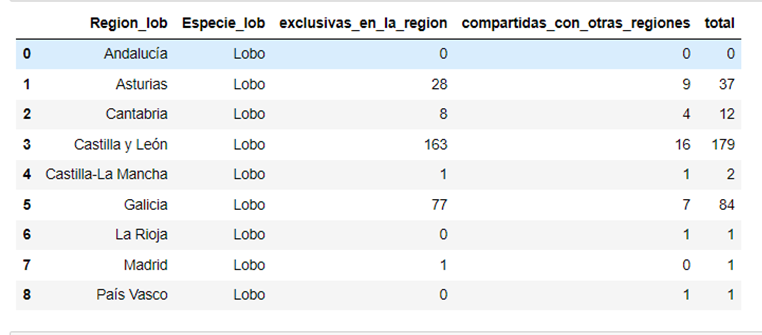 Region_lob Especie_lob exclusivas_en_la_region compartidas_con_otras_regiones total
0 Andalucía Lobo 0 0 0
1 Asturias Lobo 28 9 37
2 Cantabria Lobo 8 4 12
3 Castilla y León Lobo 163 16 179
4 Castilla-La Mancha Lobo 1 1 2
5 Galicia Lobo 77 7 84
6 La Rioja Lobo 0 1 1
7 Madrid Lobo 1 0 1
8 País Vasco Lobo 0 1 1